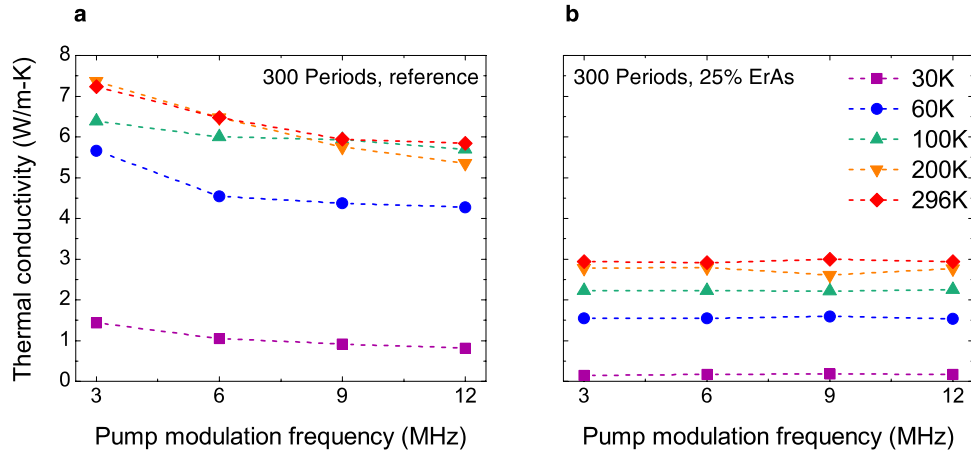 a
b
Thermal conductivity (W/m-K)
8
7
6
5
4
3
2
1
0
300 Periods, reference
300 Periods, 25% ErAs
30K
60K
100K
200K
296K
3 6 9 12
3 6 9 12
Pump modulation frequency (MHz)
Pump modulation frequency (MHz)